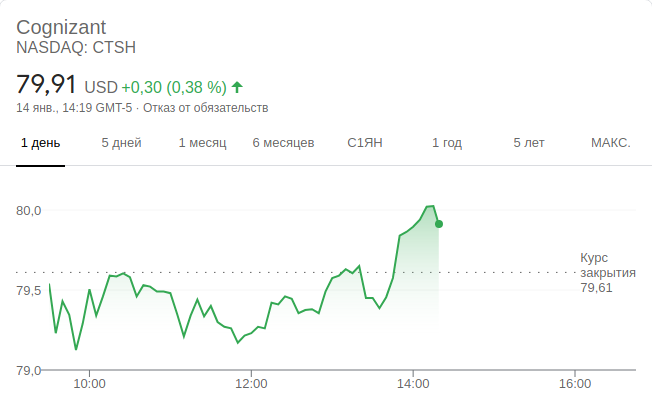 Cognizant
NASDAQ: CTSH
79,91 USD +0,30 (0,38 %)
14 янв., 14:19 GMT-5 · Отказ от обязательств
1 день 5 дней 1 месяц 6 месяцев С1ЯН 1 год 5 лет МАКС.
80,0
Курс
закрытия
79,61
79,5
79,0
10:00 12:00 14:00 16:00